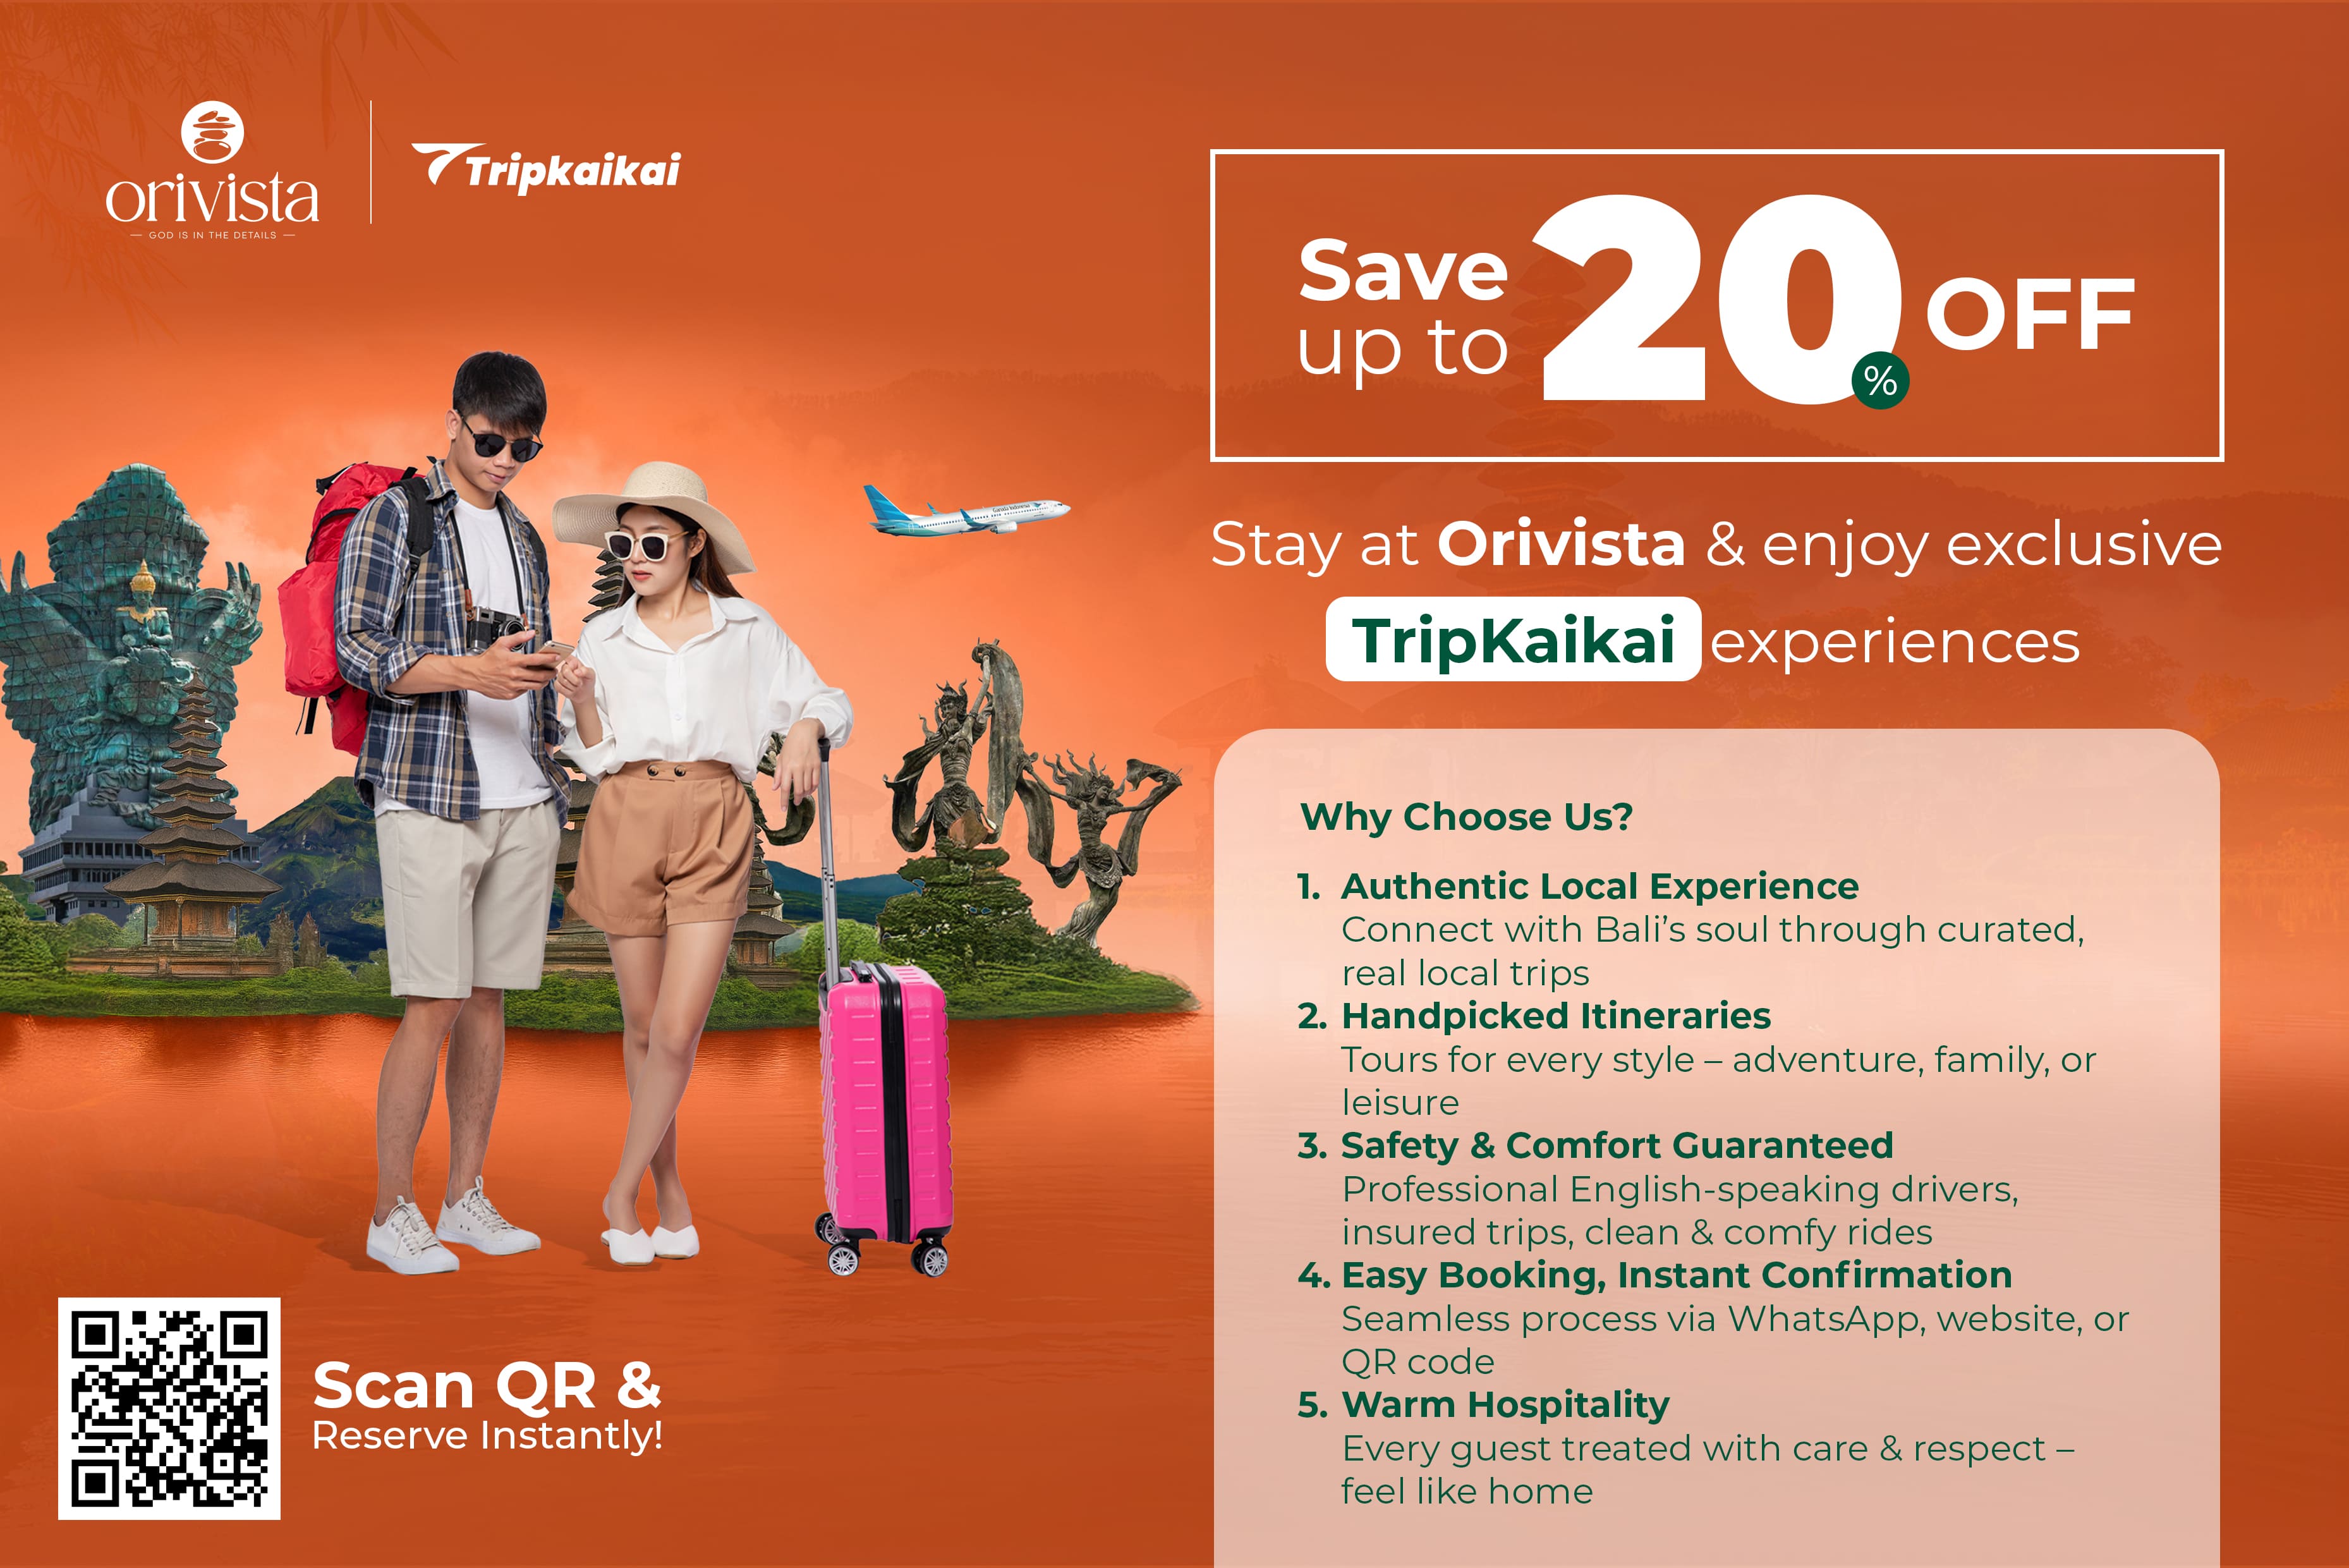 orivista
GOD IS IN THE DETAILS
Tripkaikai
Save
up to
20% OFF
Stay at Orivista & enjoy exclusive
TripKaikai experiences
Garuda Indonesia
Why Choose Us?
1. Authentic Local Experience
Connect with Bali’s soul through curated,
real local trips
2. Handpicked Itineraries
Tours for every style – adventure, family, or
leisure
3. Safety & Comfort Guaranteed
Professional English-speaking drivers,
insured trips, clean & comfy rides
4. Easy Booking, Instant Confirmation
Seamless process via WhatsApp, website, or
QR code
5. Warm Hospitality
Every guest treated with care & respect –
feel like home
Scan QR &
Reserve Instantly!